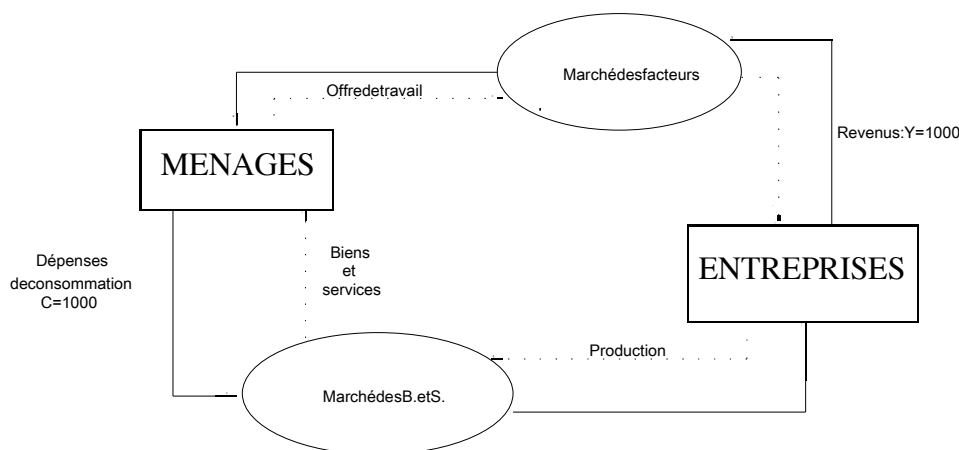 Marchédesfacteurs
Offredetravail
Revenus:Y=1000
MENAGES
Dépenses
deconsommation
C=1000
Biens
et
services
ENTREPRISES
Production
MarchédesB.etS.